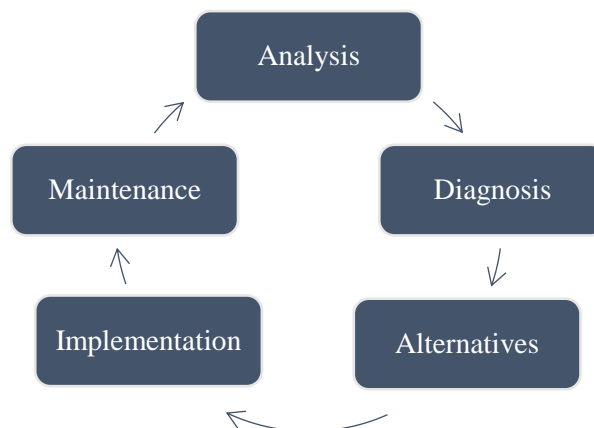 Analysis
Diagnosis
Alternatives
Implementation
Maintenance